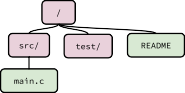 /
src/ test/ README
main.c